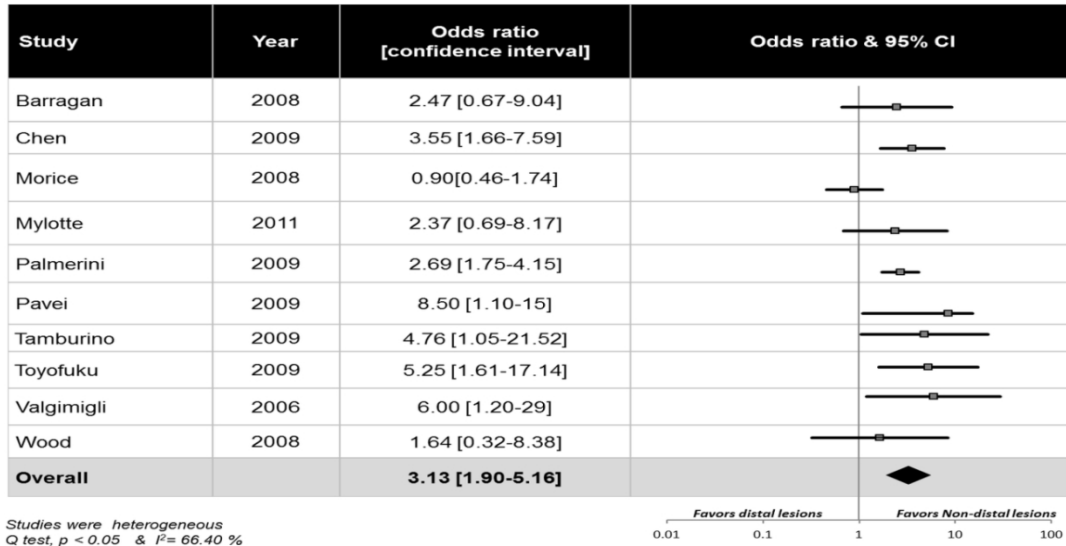 Study Year Odds ratio [confidence interval] Odds ratio & 95% CI
Barragan 2008 2.47 [0.67-9.04]
Chen 2009 3.55 [1.66-7.59]
Morice 2008 0.90[0.46-1.74]
Mylotte 2011 2.37 [0.69-8.17]
Palmerini 2009 2.69 [1.75-4.15]
Pavei 2009 8.50 [1.10-15]
Tamburino 2009 4.76 [1.05-21.52]
Toyofuku 2009 5.25 [1.61-17.14]
Valgimigli 2006 6.00 [1.20-29]
Wood 2008 1.64 [0.32-8.38]
Overall 3.13 [1.90-5.16]
Favors distal lesions Favors Non-distal lesions
0.01 0.1 1 10 100
Studies were heterogeneous
Q test, p < 0.05 & I²= 66.40 %